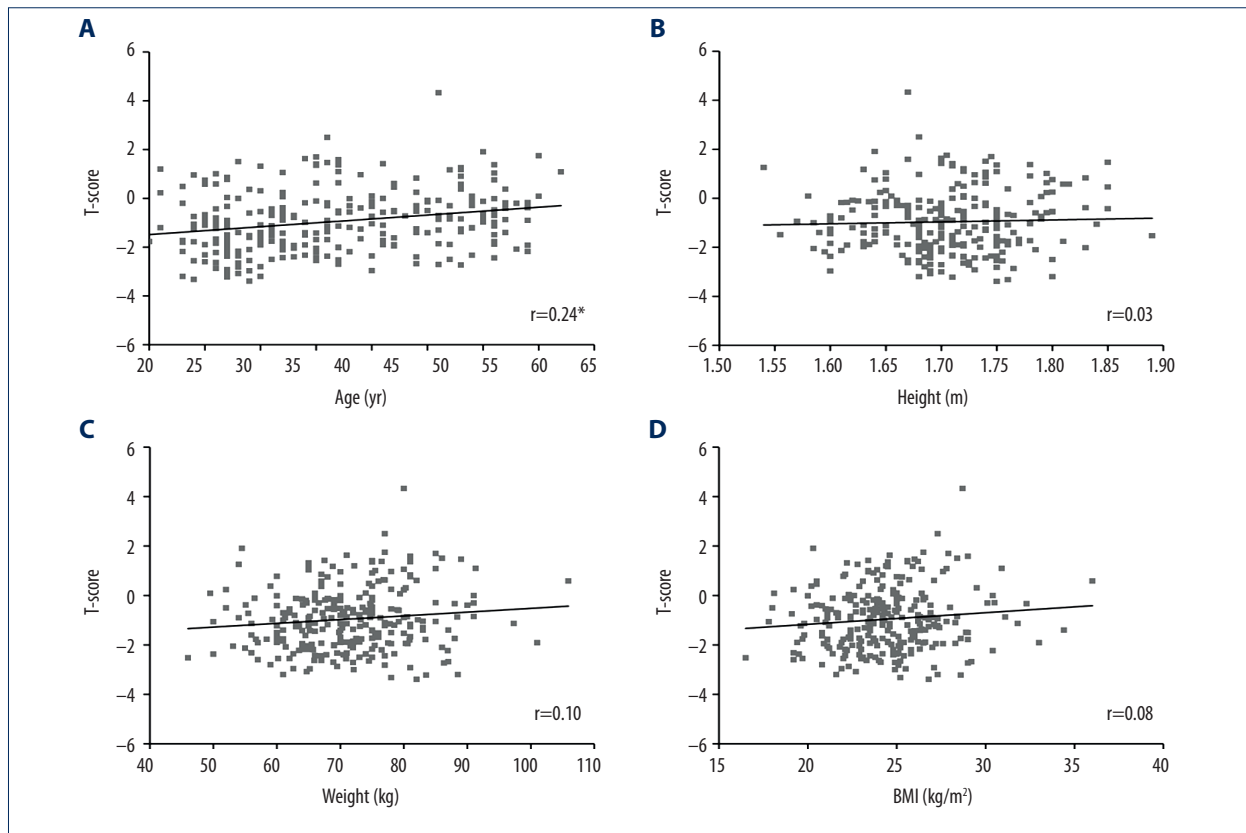 A
T-score
6
4
2
0
−2
−4
−6
r=0.24*
20 25 30 35 40 45 50 55 60 65
Age (yr)
B
T-score
6
4
2
0
−2
−4
−6
r=0.03
1.50 1.55 1.60 1.65 1.70 1.75 1.80 1.85 1.90
Height (m)
C
T-score
6
4
2
0
−2
−4
−6
r=0.10
40 50 60 70 80 90 100 110
Weight (kg)
D
T-score
6
4
2
0
−2
−4
−6
r=0.08
15 20 25 30 35 40
BMI (kg/m²)